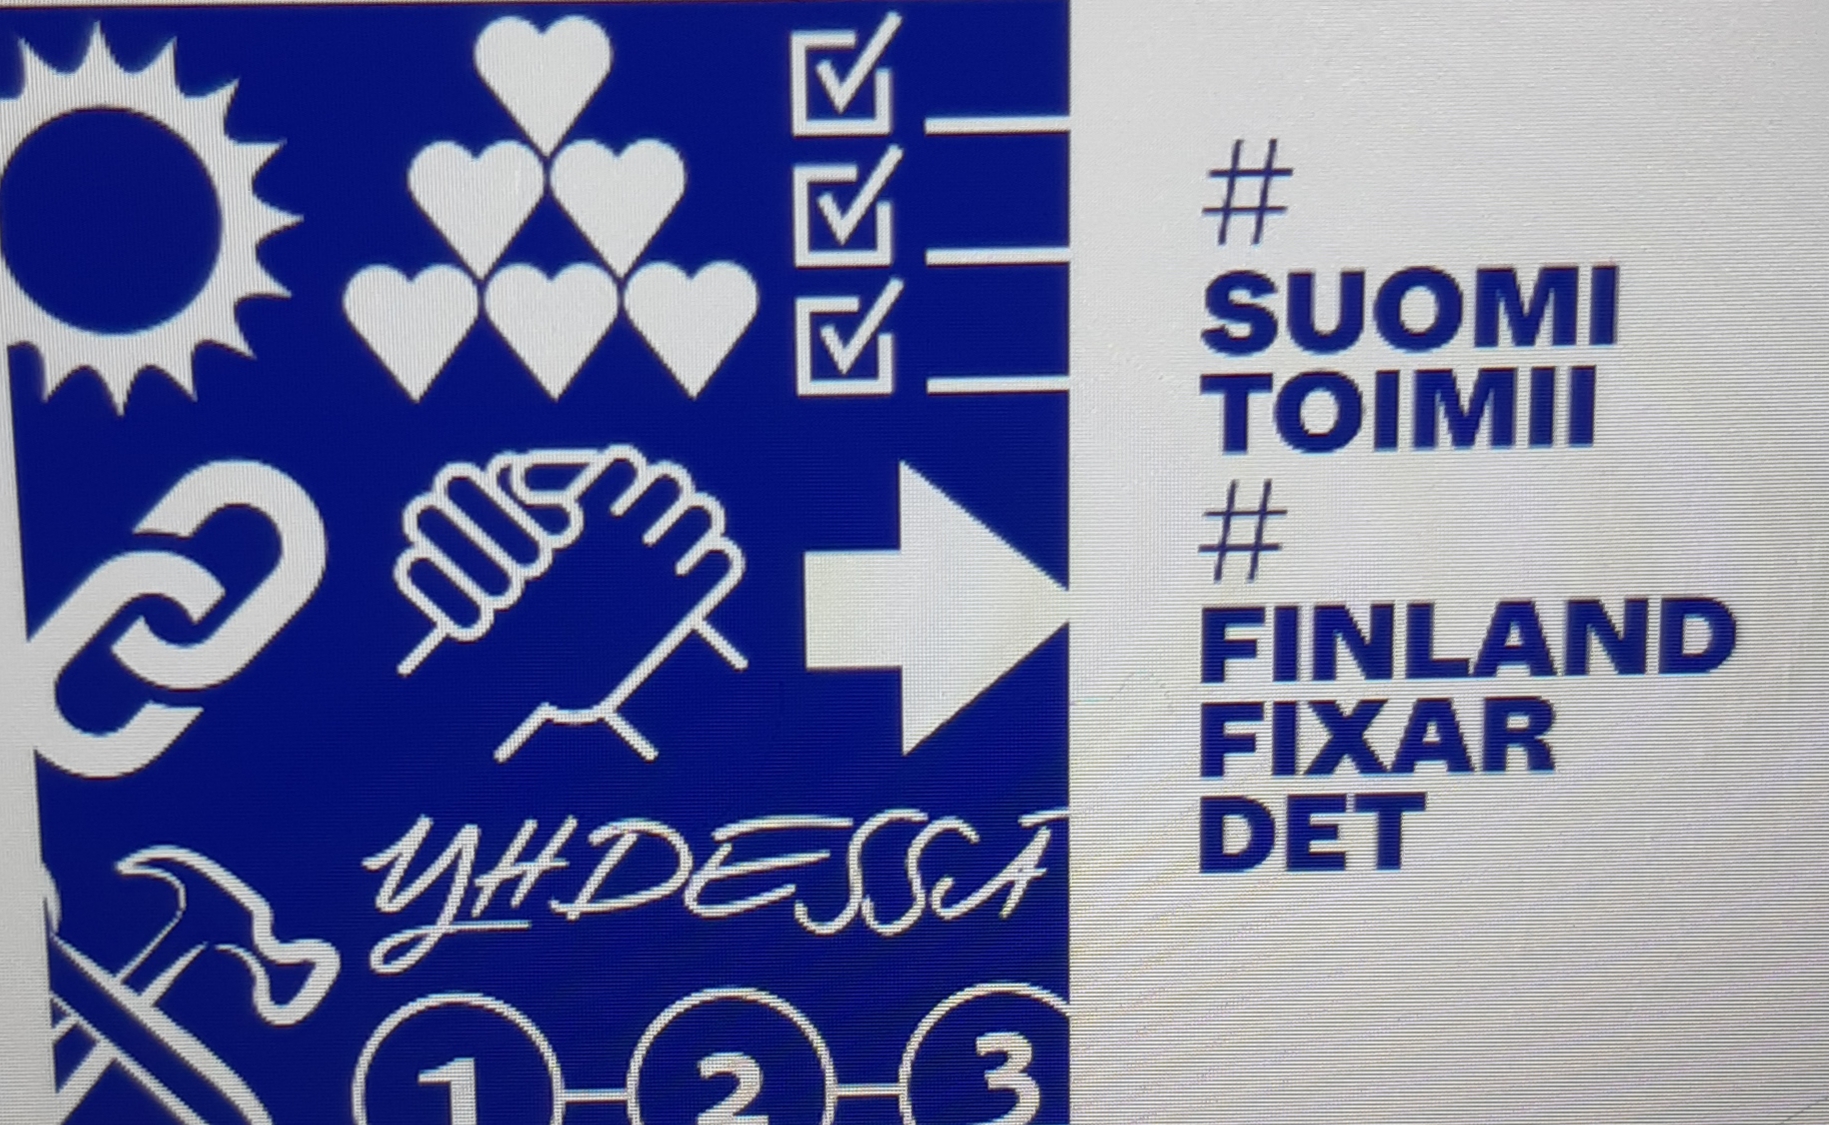 YHDESSÄ
1 2 3
#
SUOMI
TOIMII
#
FINLAND
FIXAR
DET